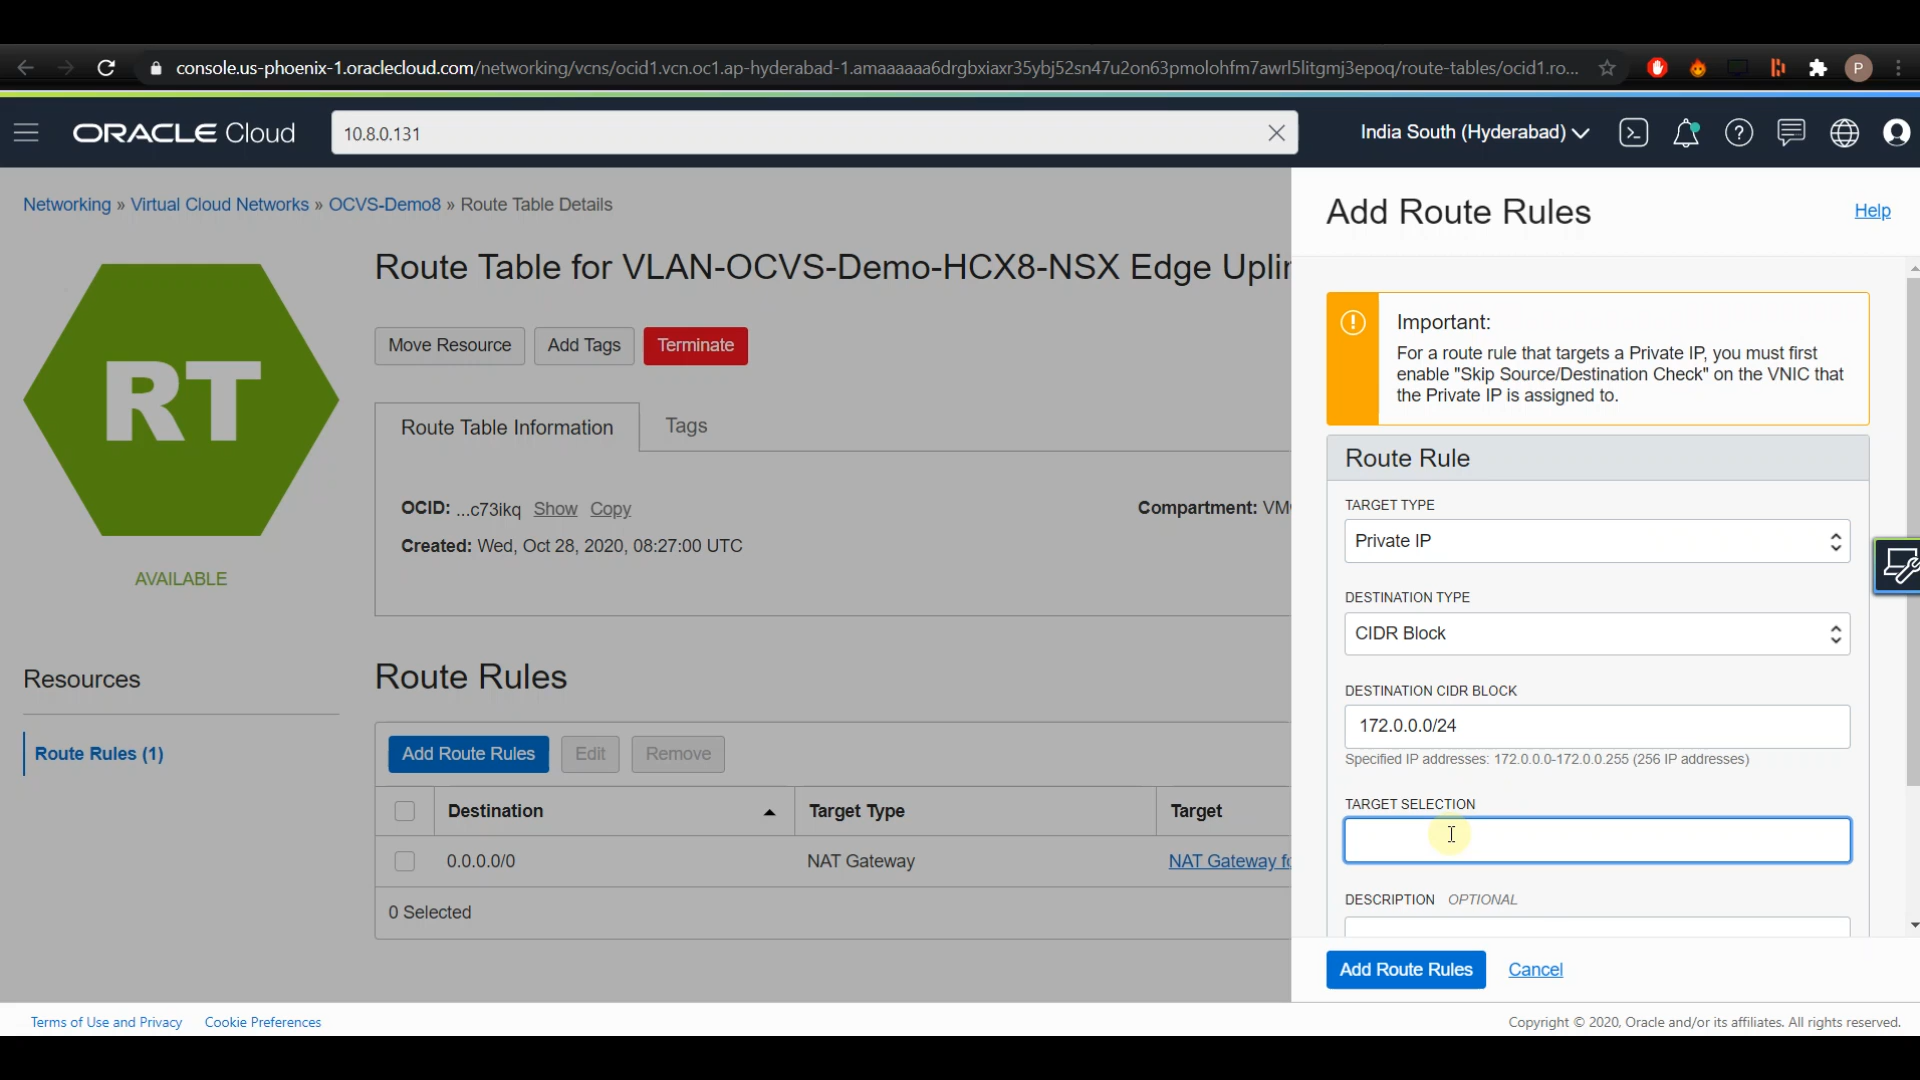 console.us-phoenix-1.oraclecloud.com/networking/vcns/ocid1.vcn.oc1.ap-hyderabad-1.amaaaaaa6drgbxiaxr35ybj52sn47u2on63pmolohfm7awrl5litgmj3epoq/route-tables/ocid1.ro...
P
ORACLE Cloud
10.8.0.131
India South (Hyderabad)
Networking » Virtual Cloud Networks » OCVS-Demo8 » Route Table Details
RT
AVAILABLE
Route Table for VLAN-OCVS-Demo-HCX8-NSX Edge Uplin
Move Resource
Add Tags
Terminate
Route Table Information
Tags
OCID: ...c73ikq Show Copy
Compartment: VM
Created: Wed, Oct 28, 2020, 08:27:00 UTC
Resources
Route Rules (1)
Route Rules
Add Route Rules
Edit
Remove
Destination
Target Type
Target
0.0.0.0/0
NAT Gateway
NAT Gateway fo
0 Selected
Add Route Rules
Help
Important:
For a route rule that targets a Private IP, you must first
enable "Skip Source/Destination Check" on the VNIC that
the Private IP is assigned to.
Route Rule
TARGET TYPE
Private IP
DESTINATION TYPE
CIDR Block
DESTINATION CIDR BLOCK
172.0.0.0/24
Specified IP addresses: 172.0.0.0-172.0.0.255 (256 IP addresses)
TARGET SELECTION
DESCRIPTION OPTIONAL
Add Route Rules
Cancel
Terms of Use and Privacy
Cookie Preferences
Copyright © 2020, Oracle and/or its affiliates. All rights reserved.